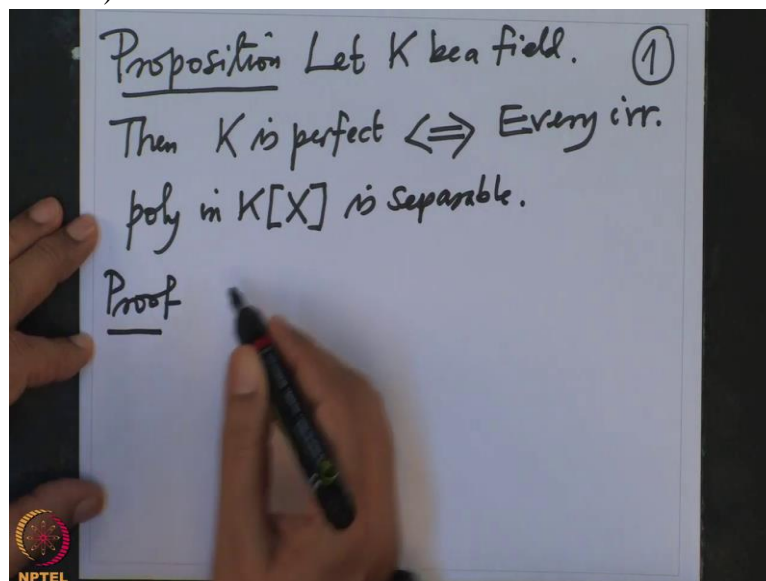 Proposition Let K be a field. ①
Then K is perfect <=> Every irr.
poly in K[X] is separable.
Proof
NPTEL